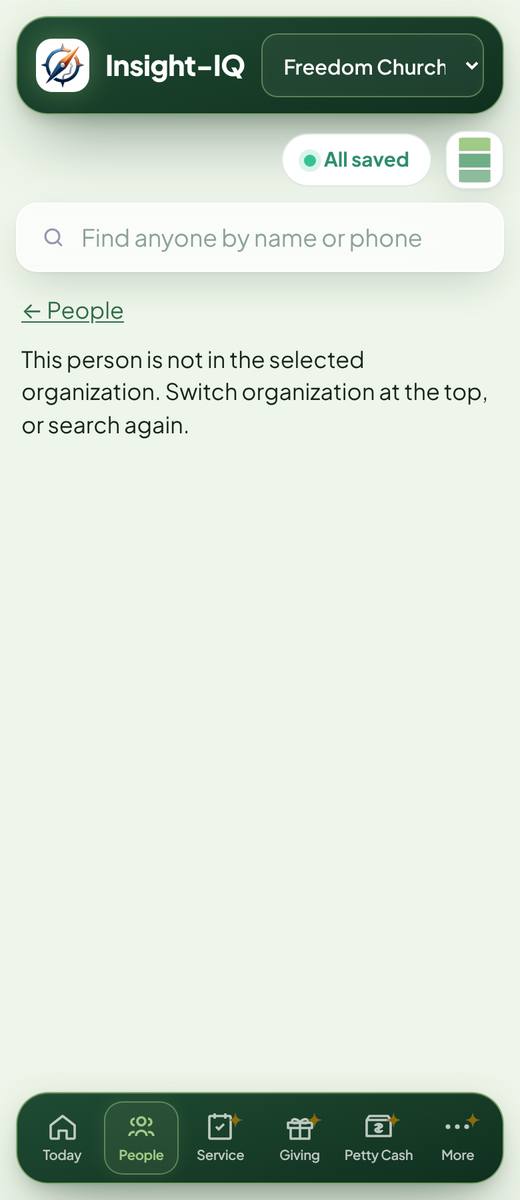 Insight-IQ
Freedom Church
All saved
Find anyone by name or phone
← People
This person is not in the selected
organization. Switch organization at the top,
or search again.
Today
People
Service
Giving
Petty Cash
More